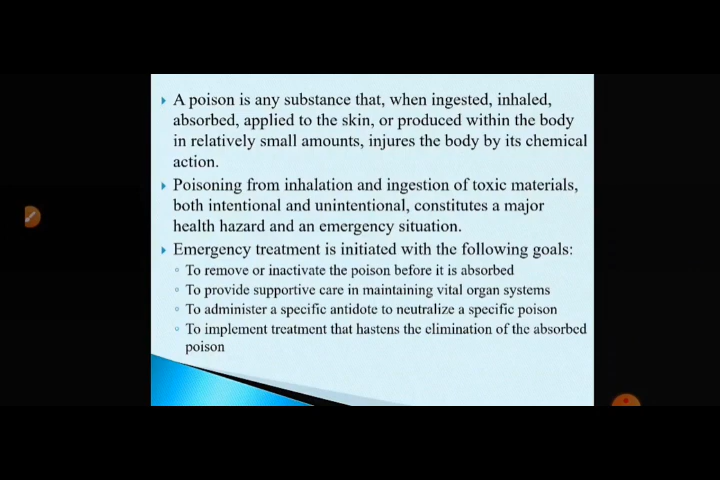 A poison is any substance that, when ingested, inhaled,
absorbed, applied to the skin, or produced within the body
in relatively small amounts, injures the body by its chemical
action.
Poisoning from inhalation and ingestion of toxic materials,
both intentional and unintentional, constitutes a major
health hazard and an emergency situation.
Emergency treatment is initiated with the following goals:
To remove or inactivate the poison before it is absorbed
To provide supportive care in maintaining vital organ systems
To administer a specific antidote to neutralize a specific poison
To implement treatment that hastens the elimination of the absorbed
poison